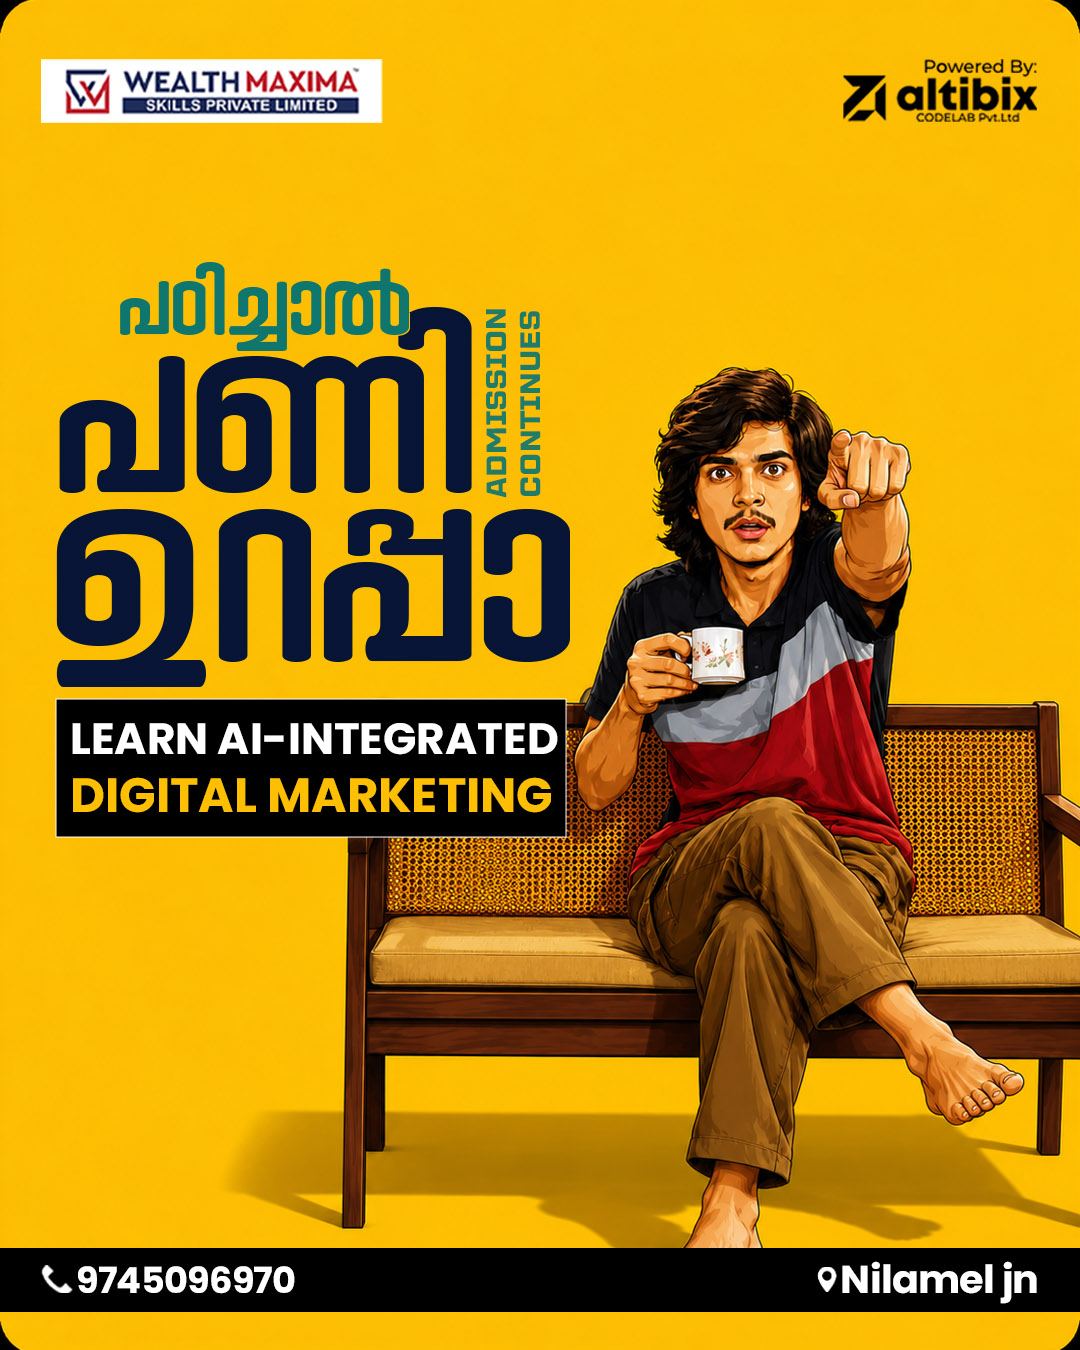 WEALTH MAXIMA™
SKILLS PRIVATE LIMITED
Powered By:
altibix
CODELAB Pvt.Ltd
പഠിച്ചാൽ
പണി
ഉറപ്പാ
ADMISSION
CONTINUES
LEARN AI-INTEGRATED
DIGITAL MARKETING
9745096970
Nilamel jn